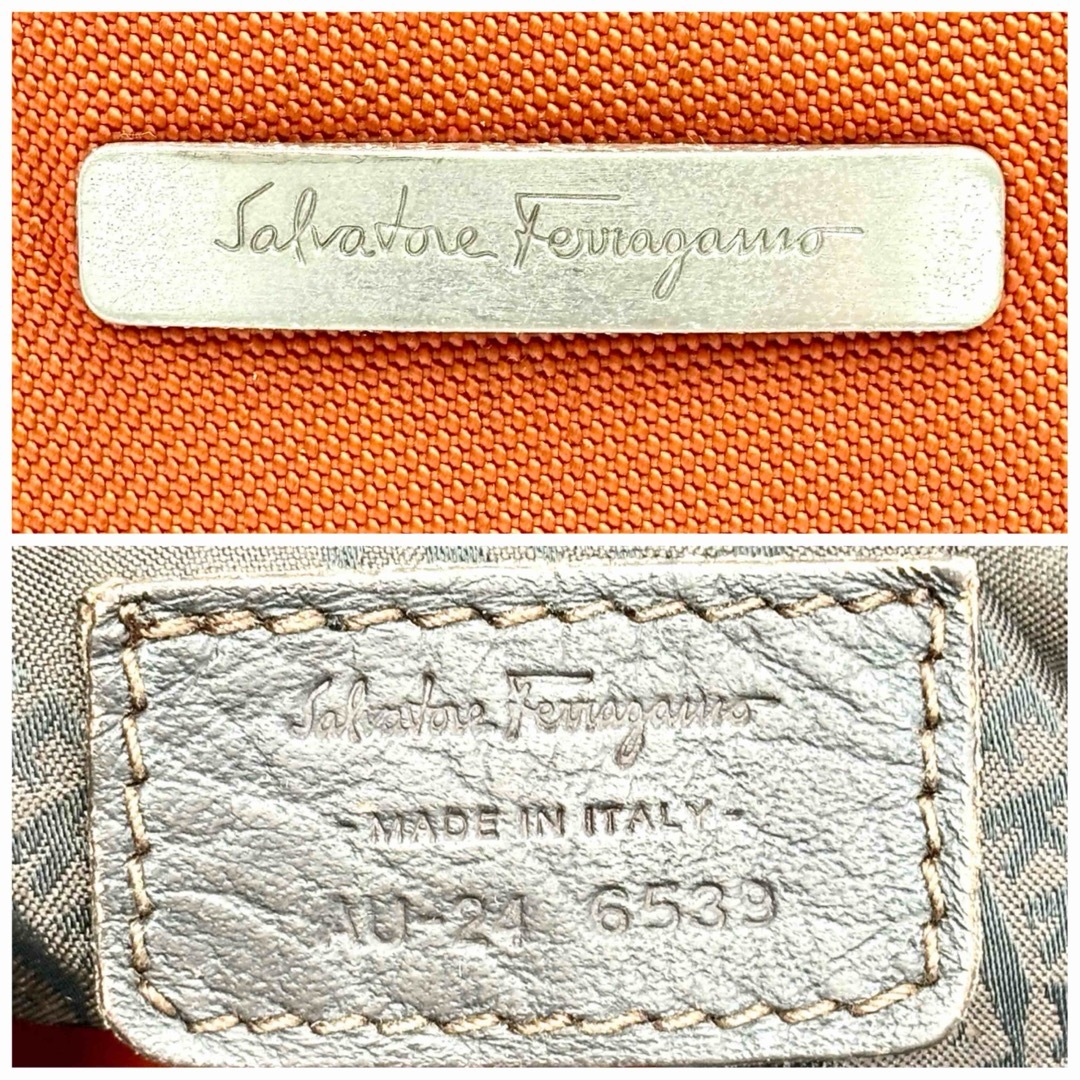 Salvatore Ferragamo
Salvatore Ferragamo
-MADE IN ITALY-
AU-21 6539